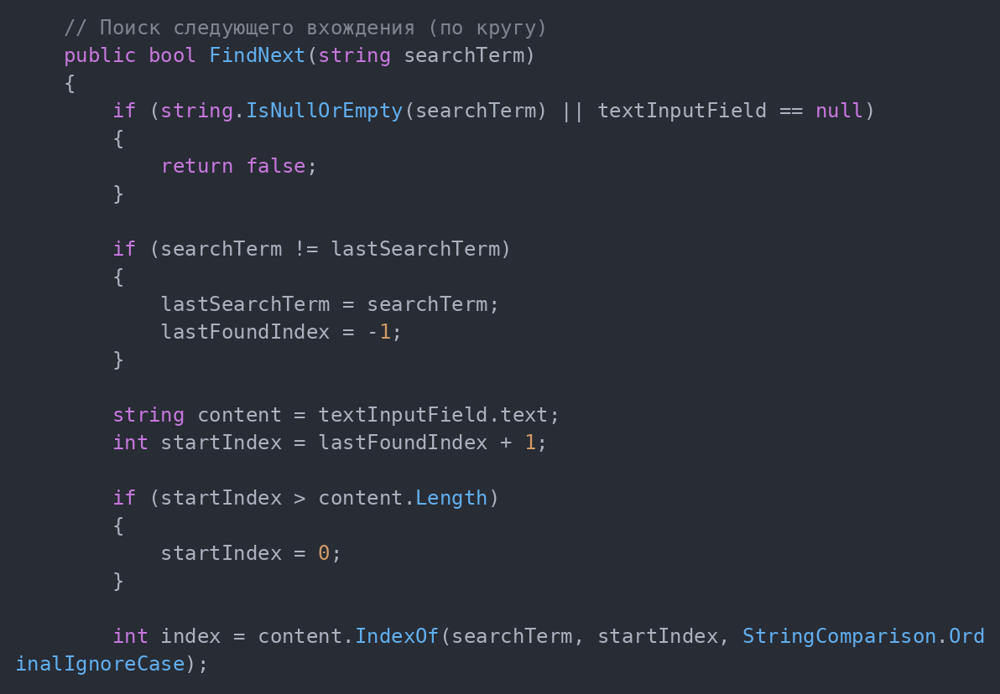 // Поиск следующего вхождения (по кругу)
    public bool FindNext(string searchTerm)
    {
        if (string.IsNullOrEmpty(searchTerm) || textInputField == null)
        {
            return false;
        }

        if (searchTerm != lastSearchTerm)
        {
            lastSearchTerm = searchTerm;
            lastFoundIndex = -1;
        }

        string content = textInputField.text;
        int startIndex = lastFoundIndex + 1;

        if (startIndex > content.Length)
        {
            startIndex = 0;
        }

        int index = content.IndexOf(searchTerm, startIndex, StringComparison.Ord
inalIgnoreCase);